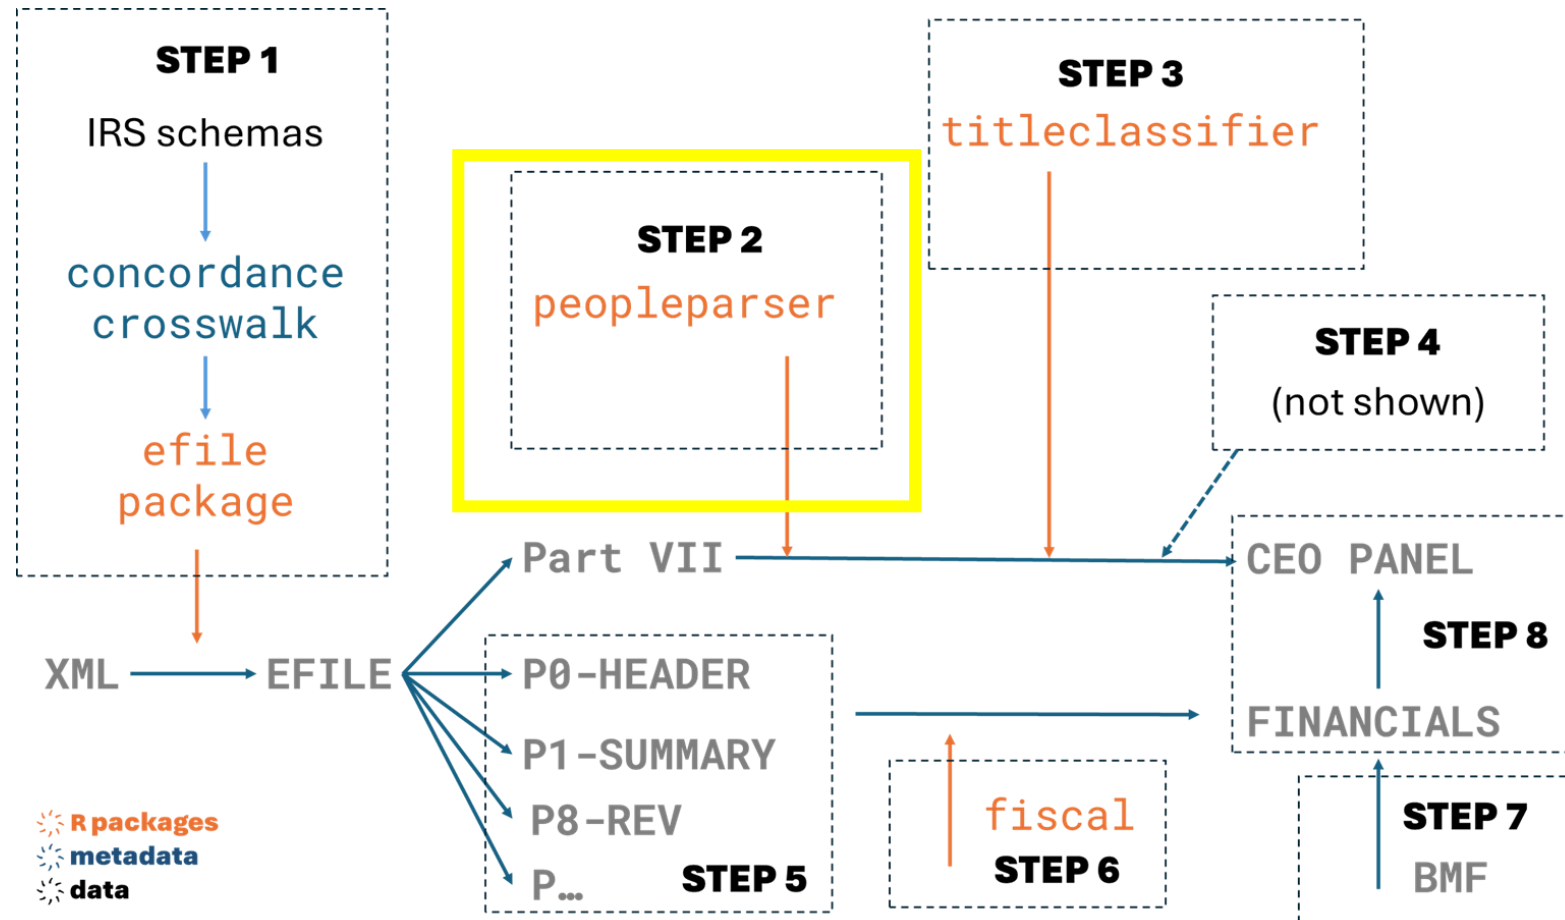 STEP 1
IRS schemas
concordance
crosswalk
efile
package
STEP 2
peopleparser
STEP 3
titleclassifier
STEP 4
(not shown)
Part VII
CEO PANEL
STEP 8
XML
EFILE
P0-HEADER
P1-SUMMARY
P8-REV
P…
STEP 5
FINANCIALS
fiscal
STEP 6
STEP 7
BMF
R packages
metadata
data